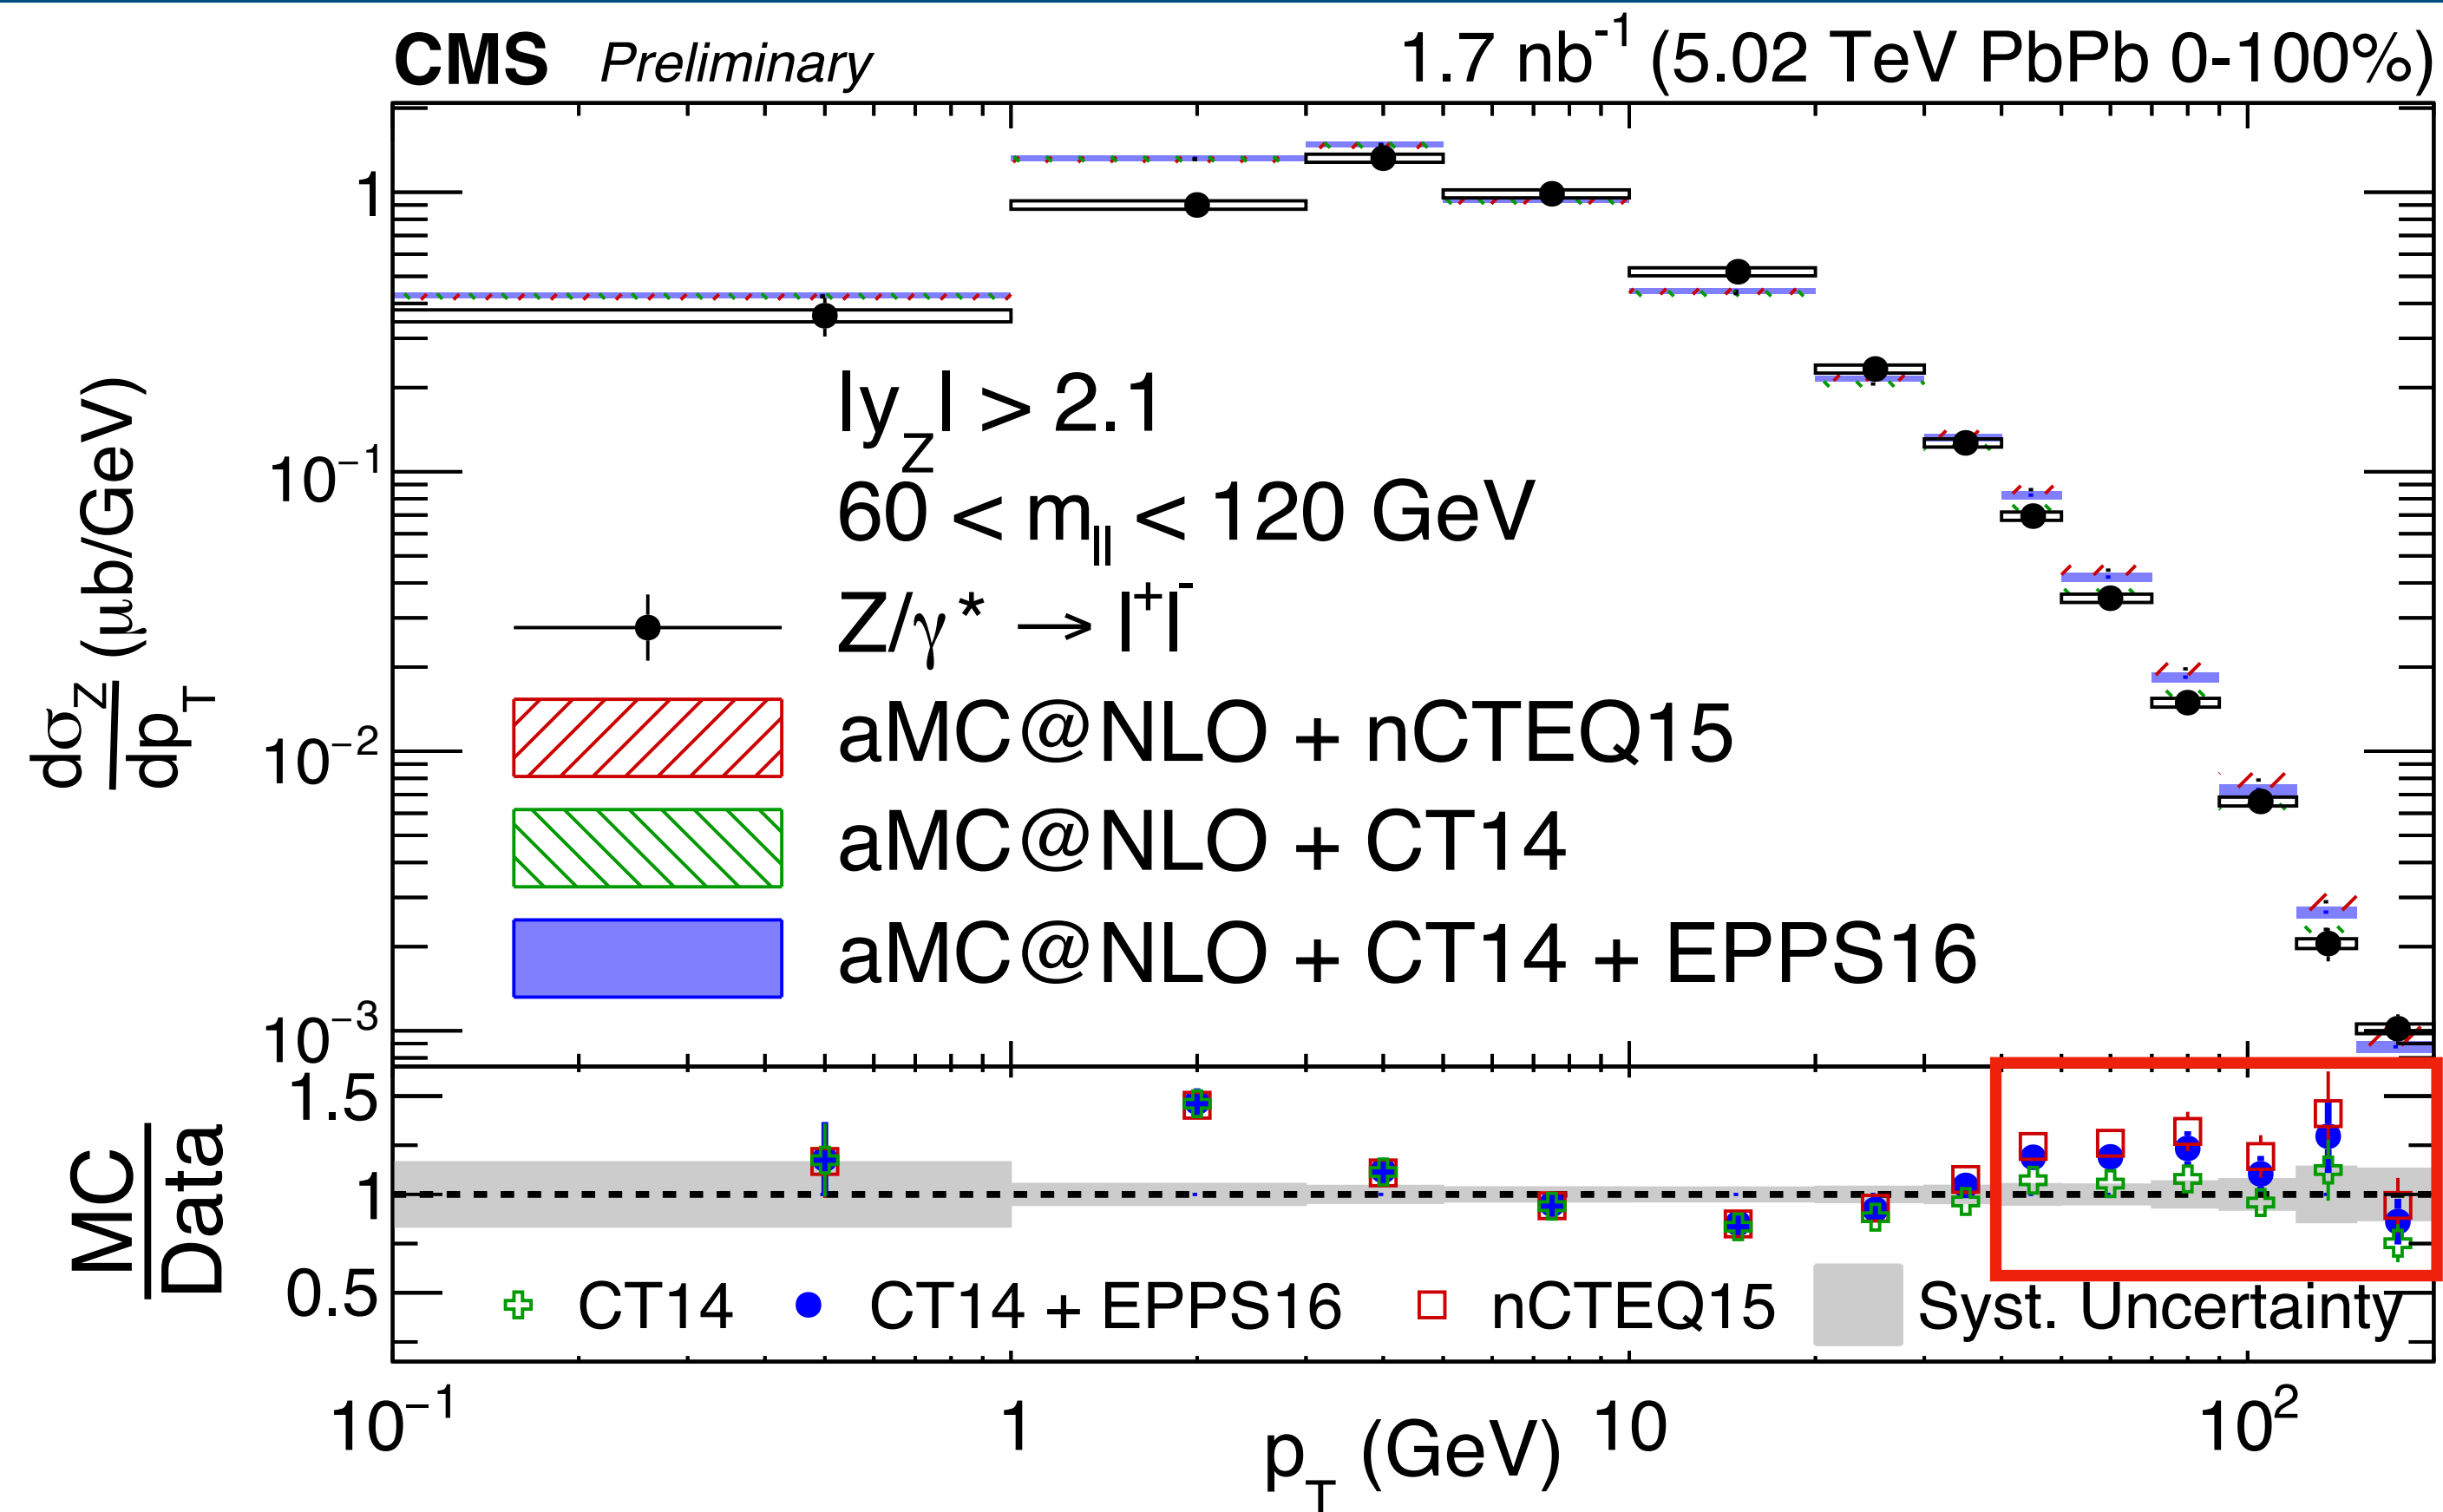 CMS Preliminary 1.7 nb⁻¹ (5.02 TeV PbPb 0-100%)
dσ_Z/dp_T (μb/GeV)
1
10⁻¹
10⁻²
10⁻³
|y_Z| > 2.1
60 < m_ll < 120 GeV
Z/γ* → l⁺l⁻
aMC@NLO + nCTEQ15
aMC@NLO + CT14
aMC@NLO + CT14 + EPPS16
MC/Data
1.5
1
0.5
CT14 CT14 + EPPS16 nCTEQ15 Syst. Uncertainty
10⁻¹ 1 10 10²
p_T (GeV)